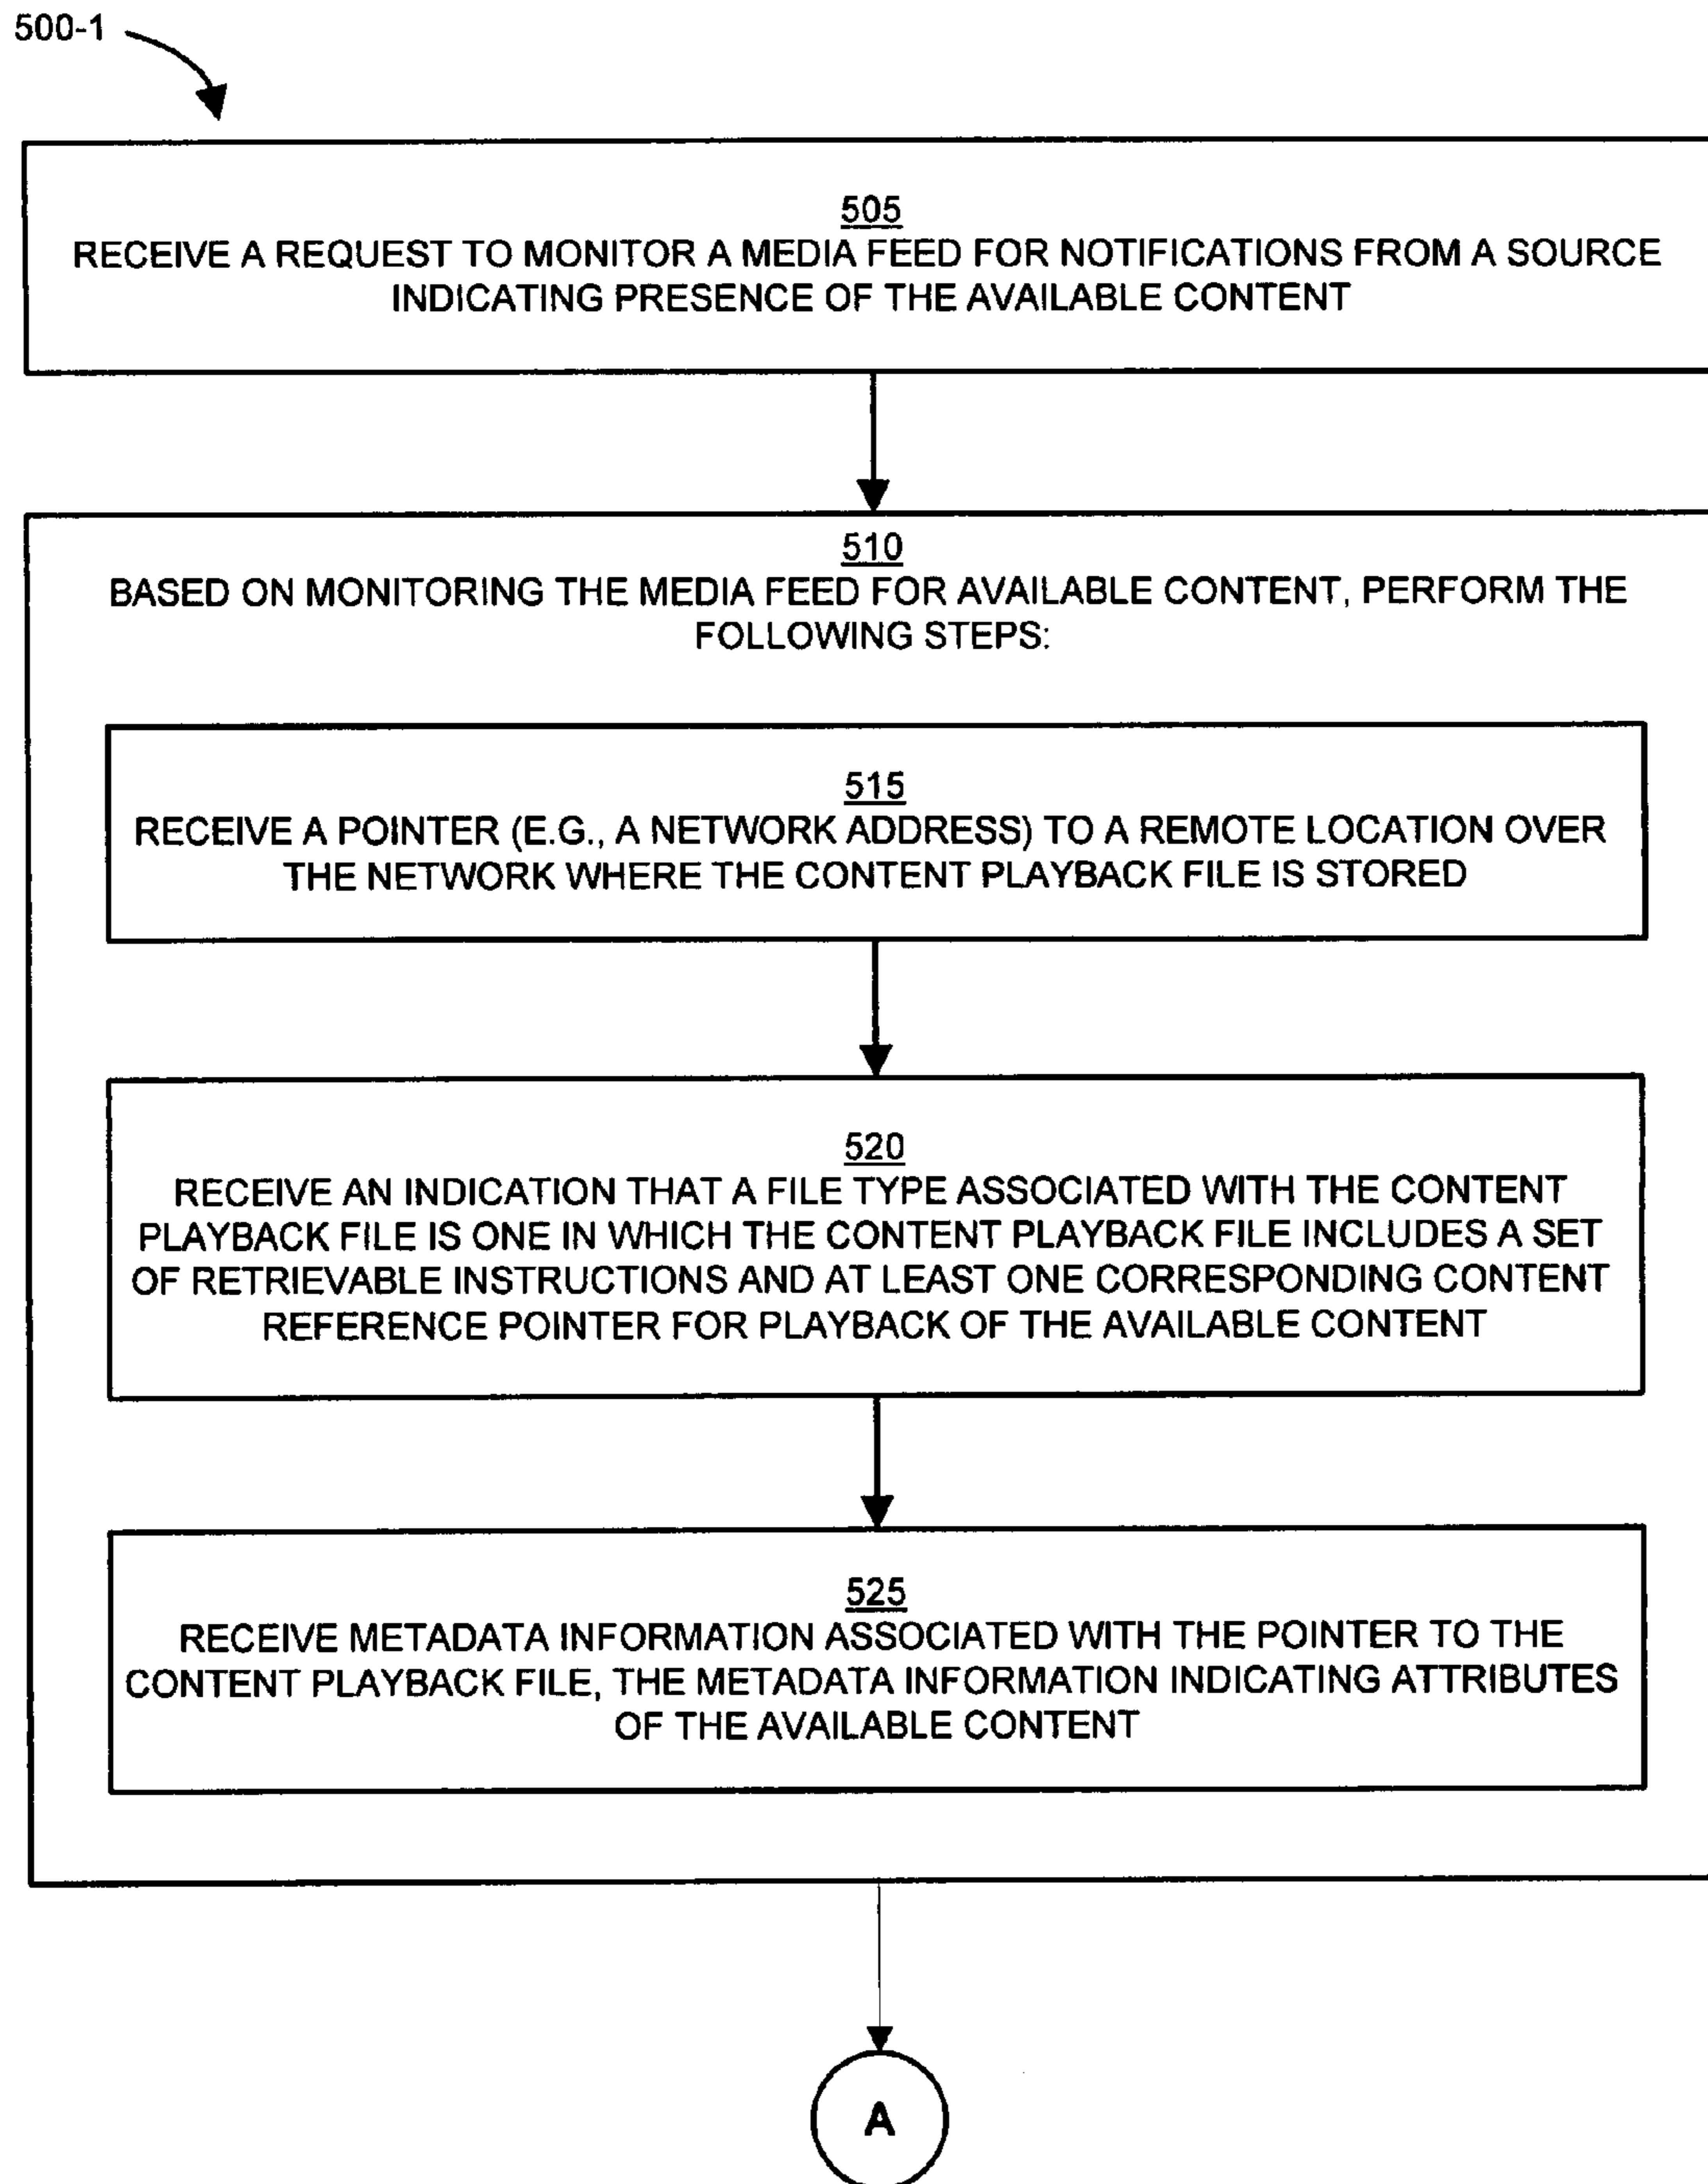 500-1
505
RECEIVE A REQUEST TO MONITOR A MEDIA FEED FOR NOTIFICATIONS FROM A SOURCE
INDICATING PRESENCE OF THE AVAILABLE CONTENT
510
BASED ON MONITORING THE MEDIA FEED FOR AVAILABLE CONTENT, PERFORM THE
FOLLOWING STEPS:
515
RECEIVE A POINTER (E.G., A NETWORK ADDRESS) TO A REMOTE LOCATION OVER
THE NETWORK WHERE THE CONTENT PLAYBACK FILE IS STORED
520
RECEIVE AN INDICATION THAT A FILE TYPE ASSOCIATED WITH THE CONTENT
PLAYBACK FILE IS ONE IN WHICH THE CONTENT PLAYBACK FILE INCLUDES A SET
OF RETRIEVABLE INSTRUCTIONS AND AT LEAST ONE CORRESPONDING CONTENT
REFERENCE POINTER FOR PLAYBACK OF THE AVAILABLE CONTENT
525
RECEIVE METADATA INFORMATION ASSOCIATED WITH THE POINTER TO THE
CONTENT PLAYBACK FILE, THE METADATA INFORMATION INDICATING ATTRIBUTES
OF THE AVAILABLE CONTENT
A